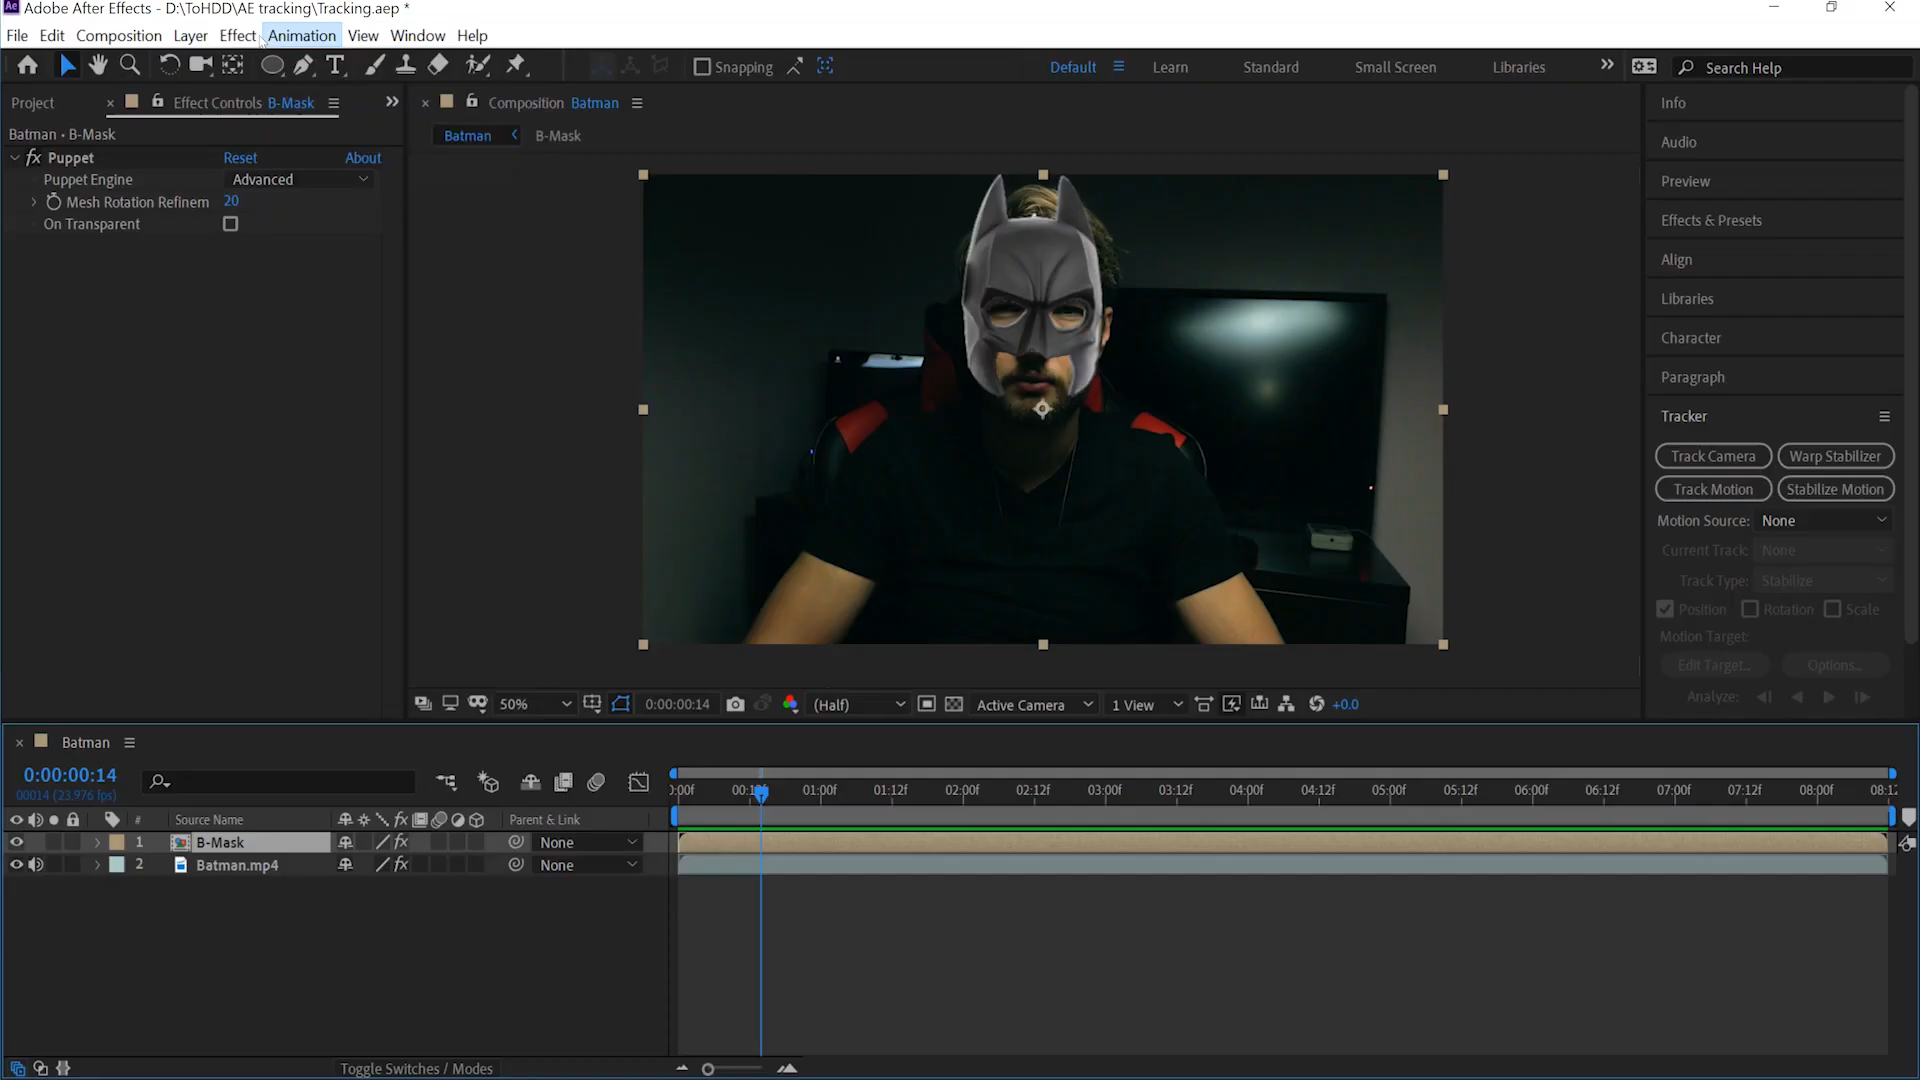 Adobe After Effects - D:\ToHDD\AE tracking\Tracking.aep *
File Edit Composition Layer Effect Animation View Window Help
Snapping Default Learn Standard Small Screen Libraries Search Help
Project Effect Controls B-Mask
Batman • B-Mask
fx Puppet Reset About
Puppet Engine Advanced
Mesh Rotation Refinem 20
On Transparent
Composition Batman
Batman B-Mask
50% 0:00:00:14 (Half) Active Camera 1 View +0.0
Info
Audio
Preview
Effects & Presets
Align
Libraries
Character
Paragraph
Tracker
Track Camera Warp Stabilizer
Track Motion Stabilize Motion
Motion Source: None
Current Track: None
Track Type: Stabilize
Position Rotation Scale
Motion Target:
Edit Target... Options...
Analyze:
Batman
0:00:00:14
00014 (23.976 fps)
01:00f 01:12f 02:00f 02:12f 03:00f 03:12f 04:00f 04:12f 05:00f 05:12f 06:00f 06:12f 07:00f 07:12f 08:00f
# Source Name Parent & Link
1 B-Mask None
2 Batman.mp4 None
Toggle Switches / Modes